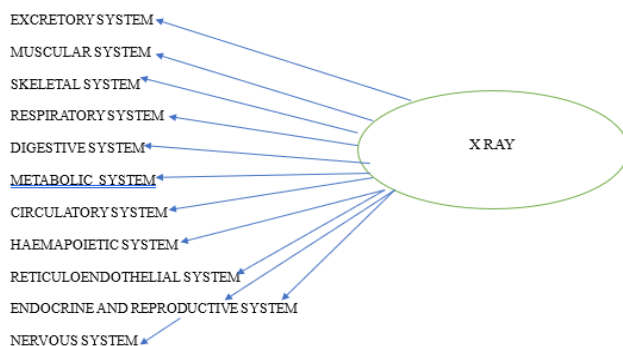 EXCRETORY SYSTEM
MUSCULAR SYSTEM
SKELETAL SYSTEM
RESPIRATORY SYSTEM
DIGESTIVE SYSTEM
METABOLIC SYSTEM
CIRCULATORY SYSTEM
HAEMAPOIETIC SYSTEM
RETICULOENDOTHELIAL SYSTEM
ENDOCRINE AND REPRODUCTIVE SYSTEM
NERVOUS SYSTEM
X RAY